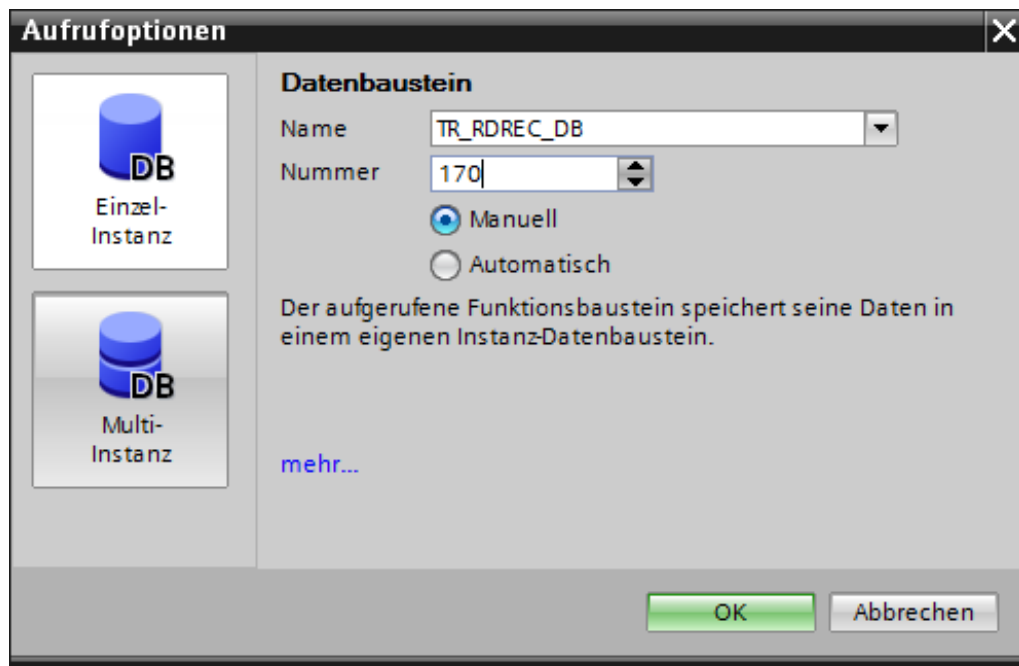 Aufrufoptionen
DB
Einzel-
Instanz
DB
Multi-
Instanz
Datenbaustein
Name TR_RDREC_DB
Nummer 170
Manuell
Automatisch
Der aufgerufene Funktionsbaustein speichert seine Daten in
einem eigenen Instanz-Datenbaustein.
mehr...
OK Abbrechen